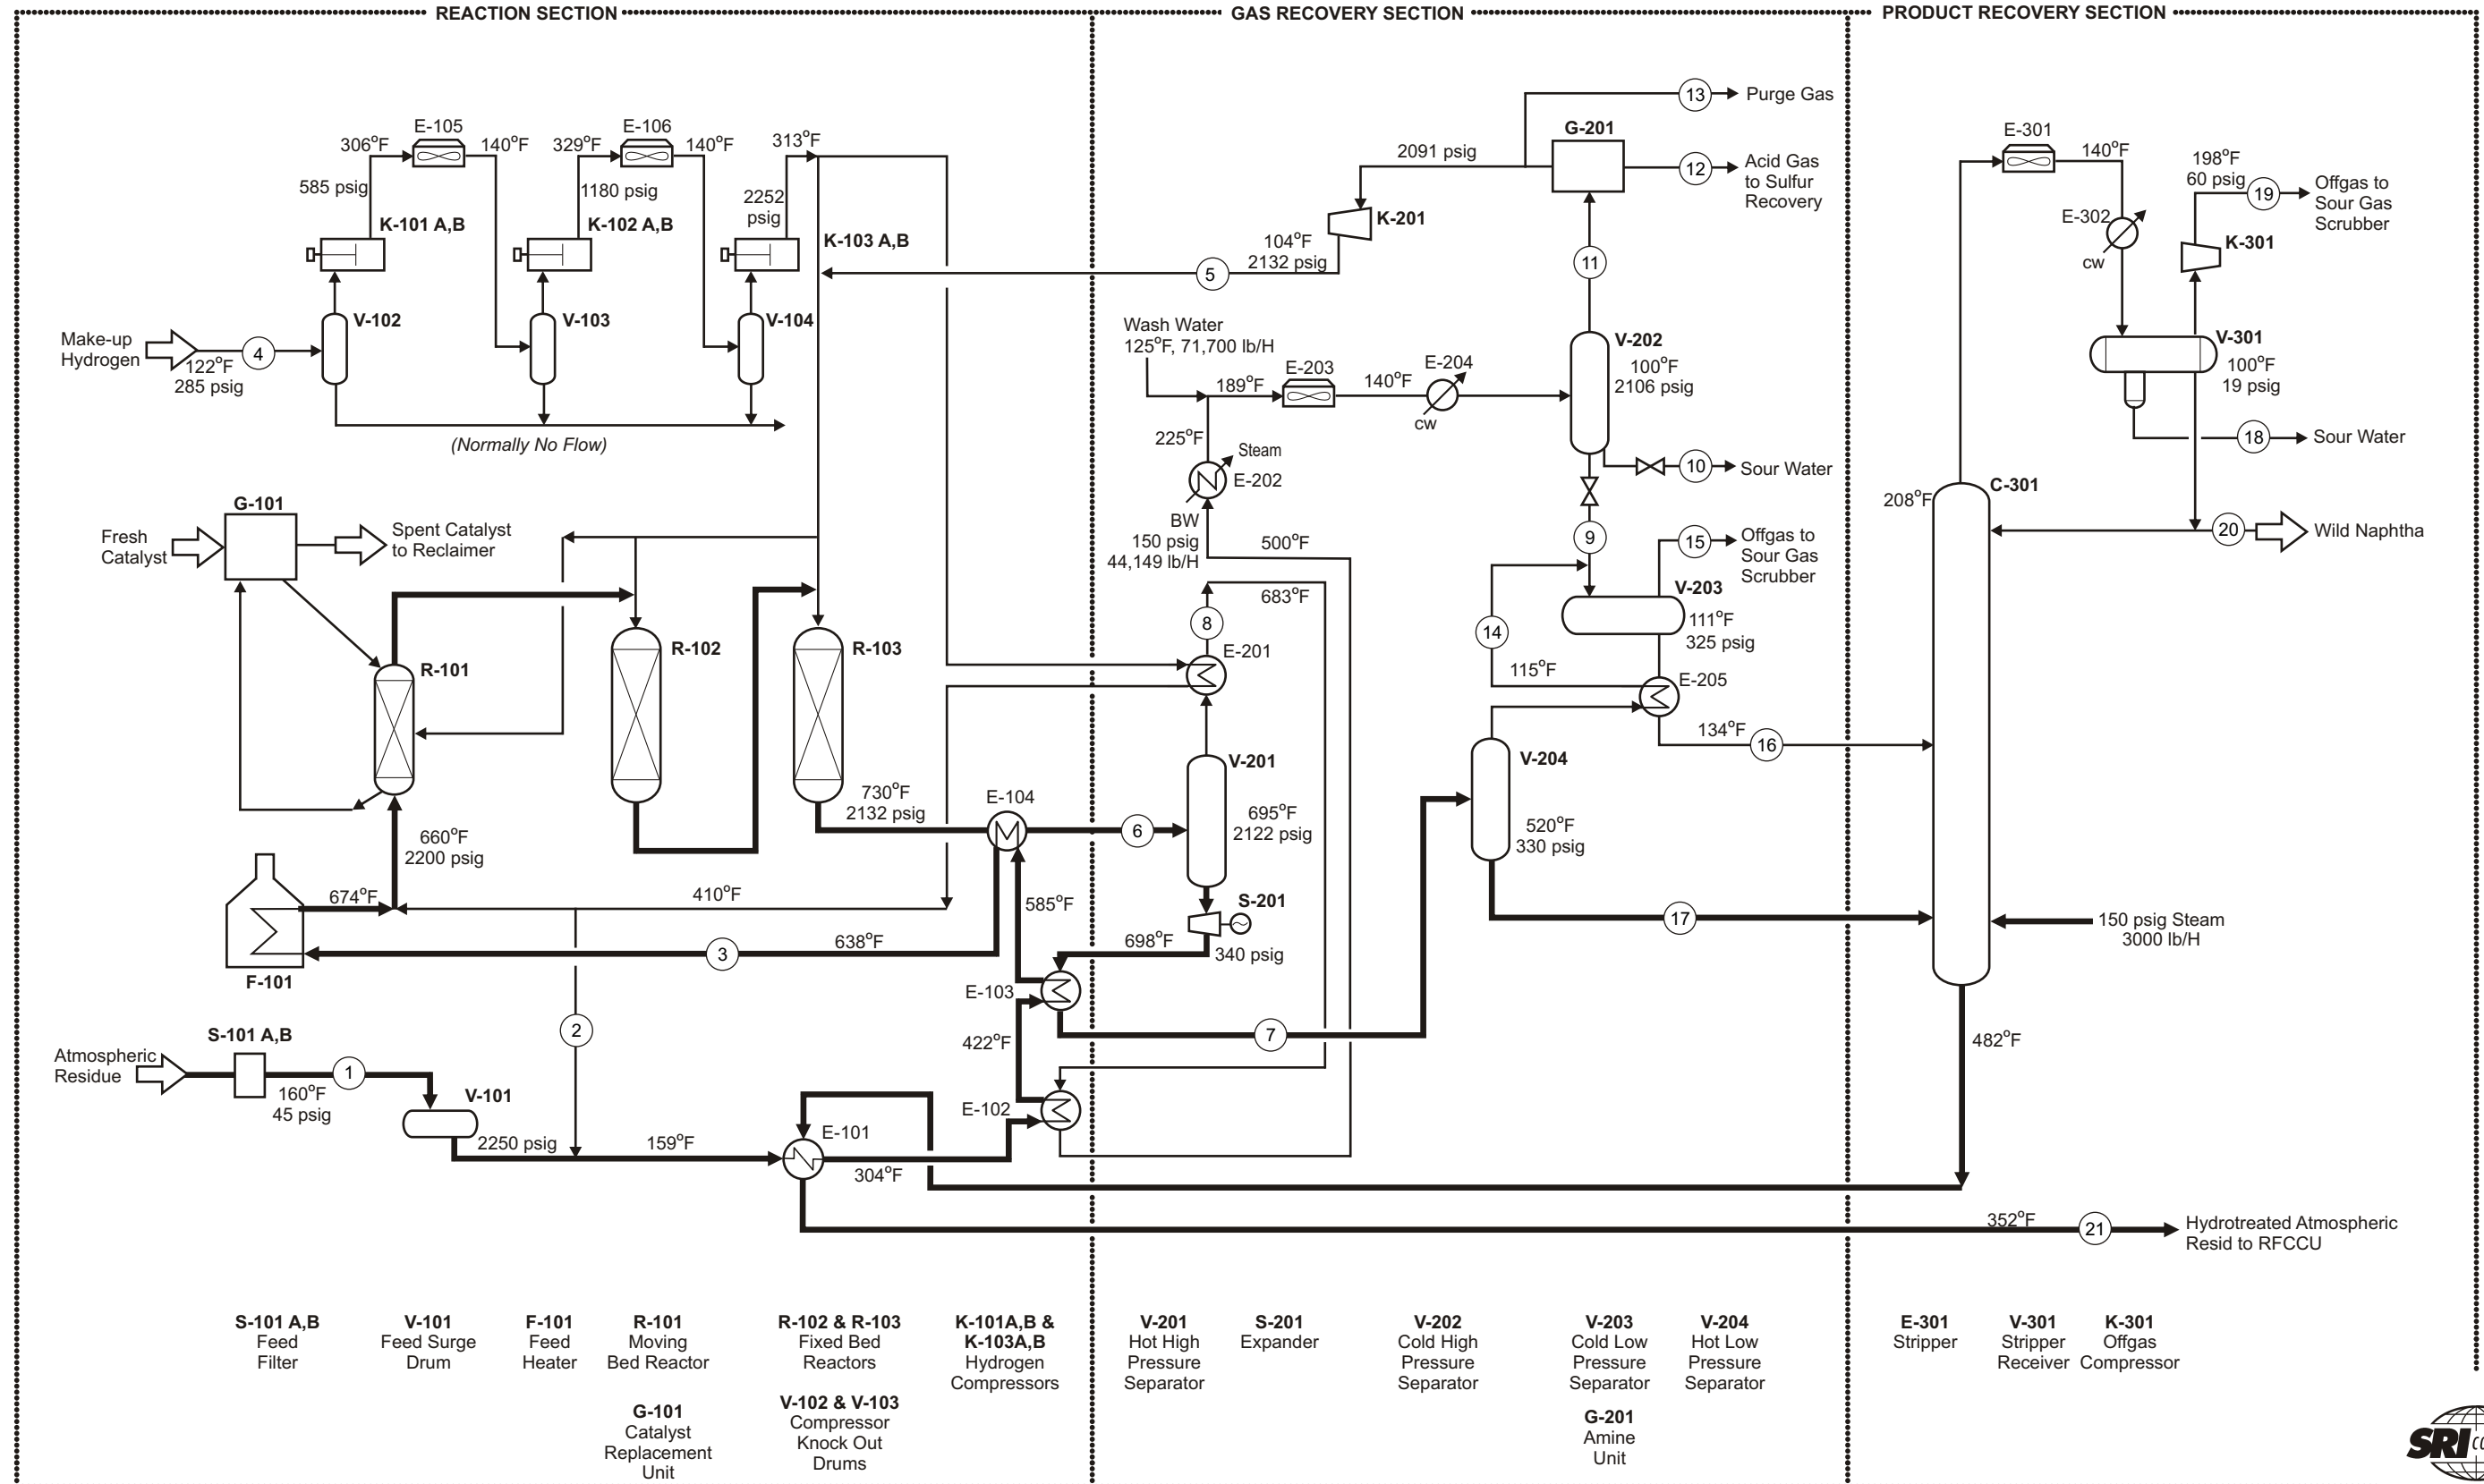 REACTION SECTION
GAS RECOVERY SECTION
PRODUCT RECOVERY SECTION
306°F
E-105
140°F
329°F
E-106
140°F
313°F
585 psig
1180 psig
2252
psig
K-101 A,B
K-102 A,B
K-103 A,B
V-102
V-103
V-104
Make-up
Hydrogen
4
122°F
285 psig
(Normally No Flow)
G-101
Fresh
Catalyst
Spent Catalyst
to Reclaimer
R-101
R-102
R-103
660°F
2200 psig
730°F
2132 psig
E-104
674°F
410°F
585°F
3
638°F
F-101
E-103
2
422°F
S-101 A,B
Atmospheric
Residue
1
160°F
45 psig
V-101
2250 psig
159°F
E-101
304°F
E-102
13
Purge Gas
G-201
2091 psig
12
Acid Gas
to Sulfur
Recovery
K-201
104°F
2132 psig
5
11
Wash Water
125°F, 71,700 lb/H
V-202
100°F
2106 psig
189°F
E-203
140°F
E-204
cw
225°F
Steam
E-202
10
Sour Water
BW
150 psig
44,149 lb/H
500°F
9
15
Offgas to
Sour Gas
Scrubber
683°F
8
V-203
111°F
325 psig
14
E-201
115°F
E-205
134°F
16
V-201
695°F
2122 psig
6
V-204
520°F
330 psig
S-201
698°F
340 psig
17
7
E-301
140°F
198°F
60 psig
19
Offgas to
Sour Gas
Scrubber
E-302
cw
K-301
V-301
100°F
19 psig
18
Sour Water
208°F
C-301
20
Wild Naphtha
150 psig Steam
3000 lb/H
482°F
352°F
21
Hydrotreated Atmospheric
Resid to RFCCU
S-101 A,B
Feed
Filter
V-101
Feed Surge
Drum
F-101
Feed
Heater
R-101
Moving
Bed Reactor
G-101
Catalyst
Replacement
Unit
R-102 & R-103
Fixed Bed
Reactors
V-102 & V-103
Compressor
Knock Out
Drums
K-101A,B &
K-103A,B
Hydrogen
Compressors
V-201
Hot High
Pressure
Separator
S-201
Expander
V-202
Cold High
Pressure
Separator
V-203
Cold Low
Pressure
Separator
G-201
Amine
Unit
V-204
Hot Low
Pressure
Separator
E-301
Stripper
V-301
Stripper
Receiver
K-301
Offgas
Compressor
SRI